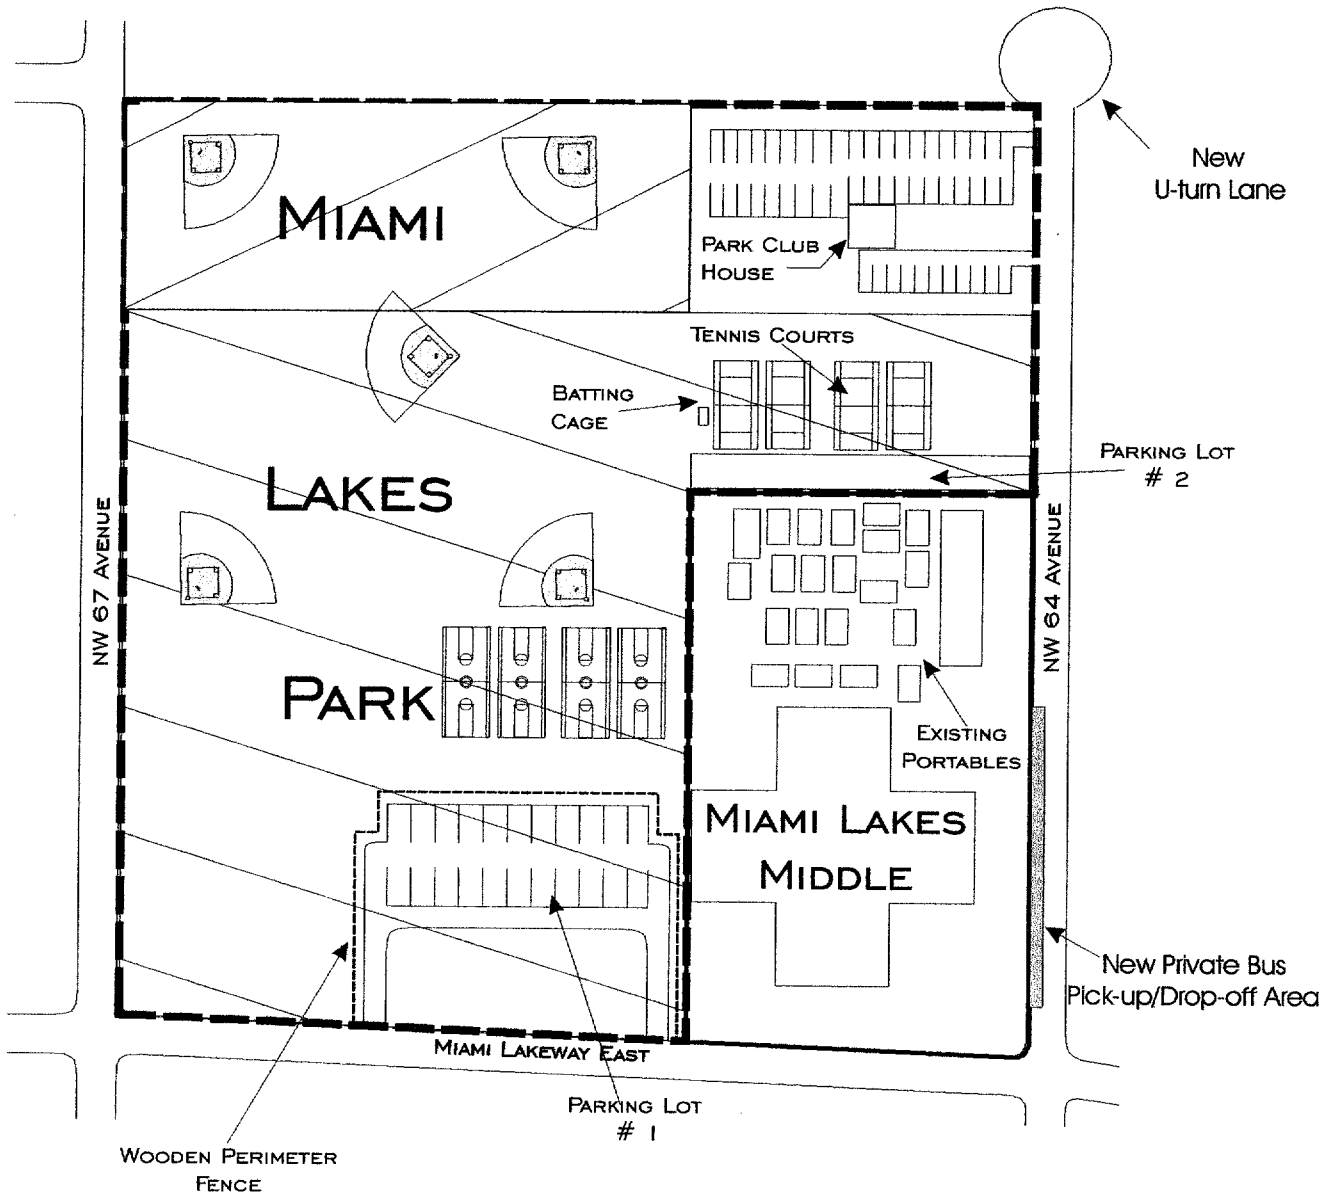 New
U-turn Lane
MIAMI
PARK CLUB
HOUSE
TENNIS COURTS
BATTING
CAGE
PARKING LOT
# 2
LAKES
NW 67 AVENUE
NW 64 AVENUE
PARK
EXISTING
PORTABLES
MIAMI LAKES
MIDDLE
New Private Bus
Pick-up/Drop-off Area
MIAMI LAKEWAY EAST
PARKING LOT
# 1
WOODEN PERIMETER
FENCE